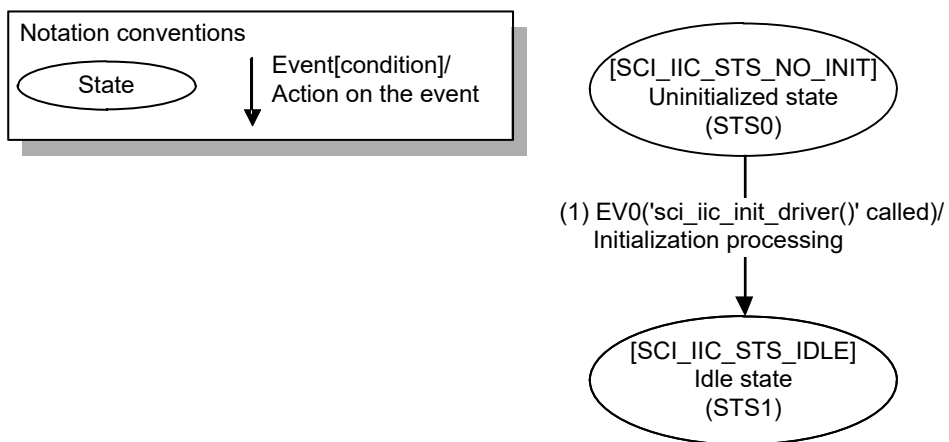 Notation conventions
State
Event[condition]/
Action on the event
[SCI_IIC_STS_NO_INIT]
Uninitialized state
(STS0)
(1) EV0('sci_iic_init_driver()' called)/
Initialization processing
[SCI_IIC_STS_IDLE]
Idle state
(STS1)